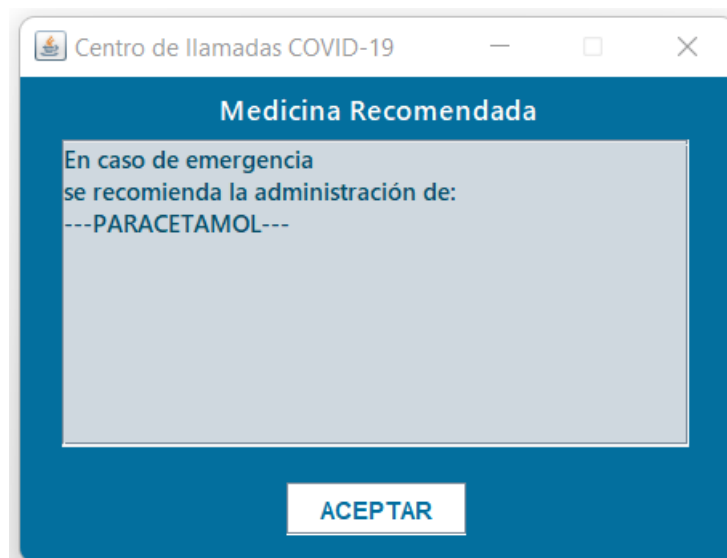 Centro de llamadas COVID-19
Medicina Recomendada
En caso de emergencia
se recomienda la administración de:
---PARACETAMOL---
ACEPTAR